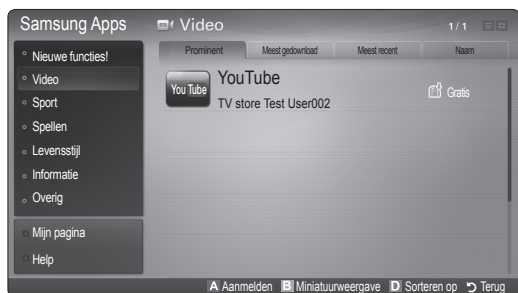 Samsung Apps
Video
1/1
Nieuwe functies!
Video
Sport
Spellen
Levensstijl
Informatie
Overig
Mijn pagina
Help
Prominent
Meest gedownload
Meest recent
Naam
You Tube
YouTube
TV store Test User002
Gratis
A Aanmelden B Miniatuurweergave D Sorteren op Terug